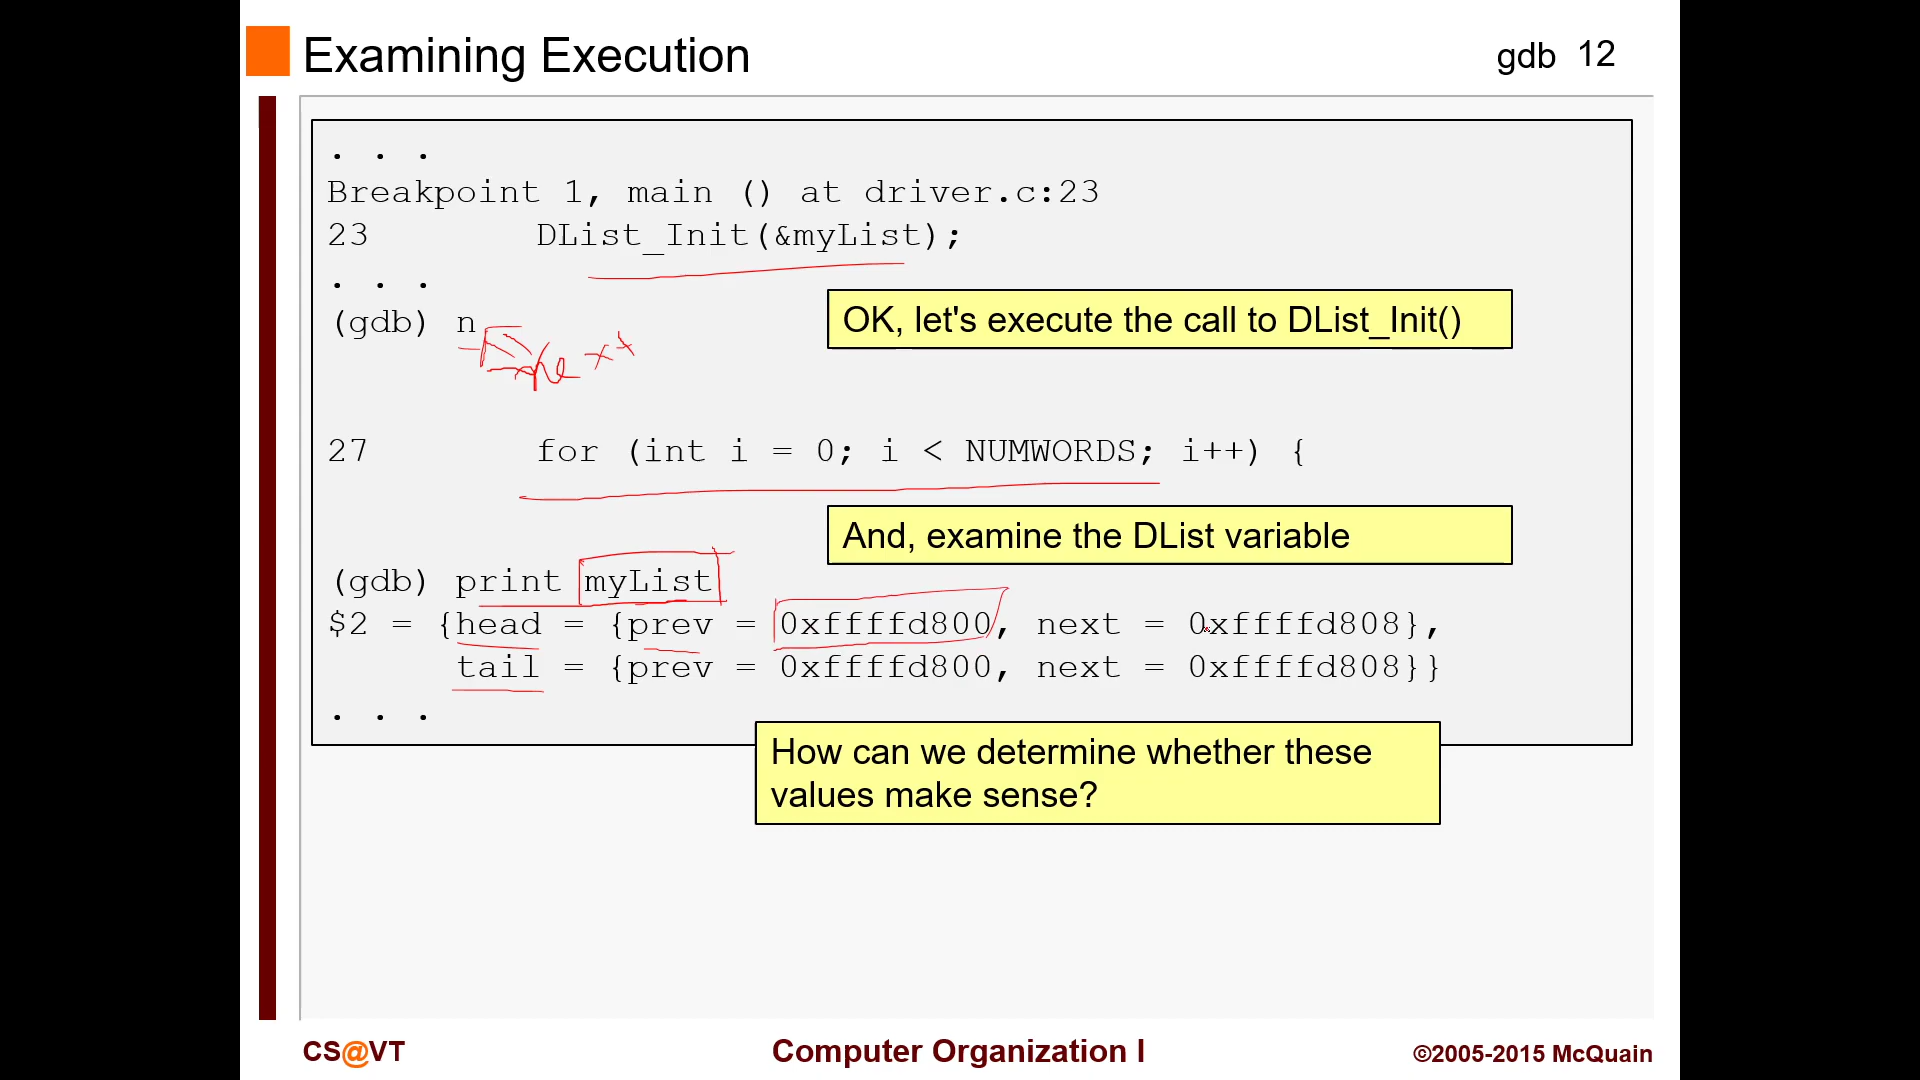 Examining Execution
gdb 12
. . .
Breakpoint 1, main () at driver.c:23
23 DList_Init(&myList);
. . .
(gdb) n
OK, let's execute the call to DList_Init()
next
27 for (int i = 0; i < NUMWORDS; i++) {
And, examine the DList variable
(gdb) print myList
$2 = {head = {prev = 0xffffd800, next = 0xffffd808},
tail = {prev = 0xffffd800, next = 0xffffd808}}
. . .
How can we determine whether these
values make sense?
CS@VT
Computer Organization I
©2005-2015 McQuain